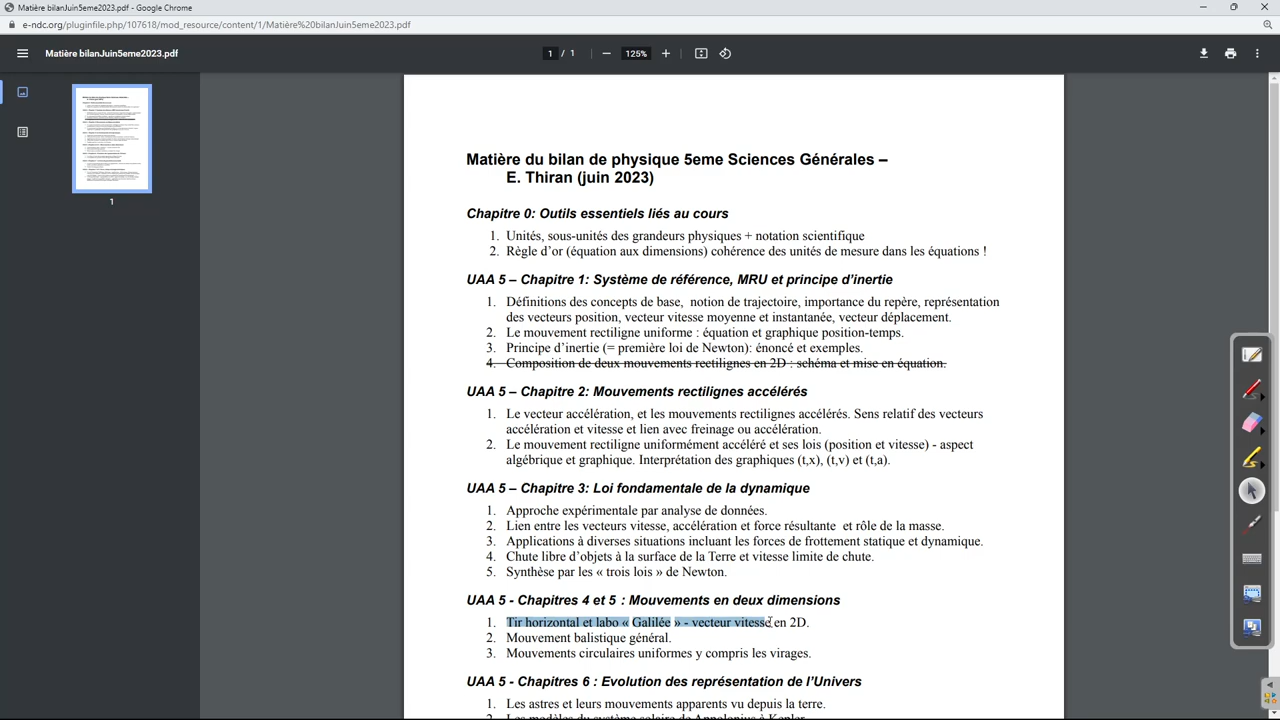 Matière bilanJuin5eme2023.pdf - Google Chrome
e-ndc.org/pluginfile.php/107618/mod_resource/content/1/Matière%20bilanJuin5eme2023.pdf
Matière bilanJuin5eme2023.pdf
1 / 1
125%
1
Matière du bilan de physique 5eme Sciences Générales –
E. Thiran (juin 2023)
Chapitre 0: Outils essentiels liés au cours
1. Unités, sous-unités des grandeurs physiques + notation scientifique
2. Règle d’or (équation aux dimensions) cohérence des unités de mesure dans les équations !
UAA 5 – Chapitre 1: Système de référence, MRU et principe d’inertie
1. Définitions des concepts de base, notion de trajectoire, importance du repère, représentation
des vecteurs position, vecteur vitesse moyenne et instantanée, vecteur déplacement.
2. Le mouvement rectiligne uniforme : équation et graphique position-temps.
3. Principe d’inertie (= première loi de Newton): énoncé et exemples.
4. Composition de deux mouvements rectilignes en 2D : schéma et mise en équation.
UAA 5 – Chapitre 2: Mouvements rectilignes accélérés
1. Le vecteur accélération, et les mouvements rectilignes accélérés. Sens relatif des vecteurs
accélération et vitesse et lien avec freinage ou accélération.
2. Le mouvement rectiligne uniformément accéléré et ses lois (position et vitesse) - aspect
algébrique et graphique. Interprétation des graphiques (t,x), (t,v) et (t,a).
UAA 5 – Chapitre 3: Loi fondamentale de la dynamique
1. Approche expérimentale par analyse de données.
2. Lien entre les vecteurs vitesse, accélération et force résultante et rôle de la masse.
3. Applications à diverses situations incluant les forces de frottement statique et dynamique.
4. Chute libre d’objets à la surface de la Terre et vitesse limite de chute.
5. Synthèse par les « trois lois » de Newton.
UAA 5 - Chapitres 4 et 5 : Mouvements en deux dimensions
1. Tir horizontal et labo « Galilée » - vecteur vitesse en 2D.
2. Mouvement balistique général.
3. Mouvements circulaires uniformes y compris les virages.
UAA 5 - Chapitres 6 : Evolution des représentation de l’Univers
1. Les astres et leurs mouvements apparents vu depuis la terre.
2. Les modèles du système solaire de Appolonius à Kepler